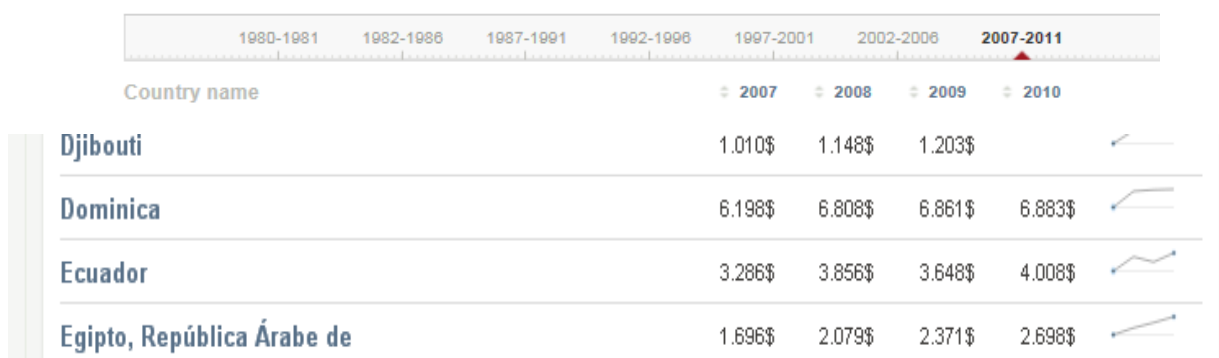 1980-1981 1982-1986 1987-1991 1992-1996 1997-2001 2002-2006 2007-2011
Country name 2007 2008 2009 2010
Djibouti 1.010$ 1.148$ 1.203$
Dominica 6.198$ 6.808$ 6.861$ 6.883$
Ecuador 3.286$ 3.856$ 3.648$ 4.008$
Egipto, República Árabe de 1.696$ 2.079$ 2.371$ 2.698$